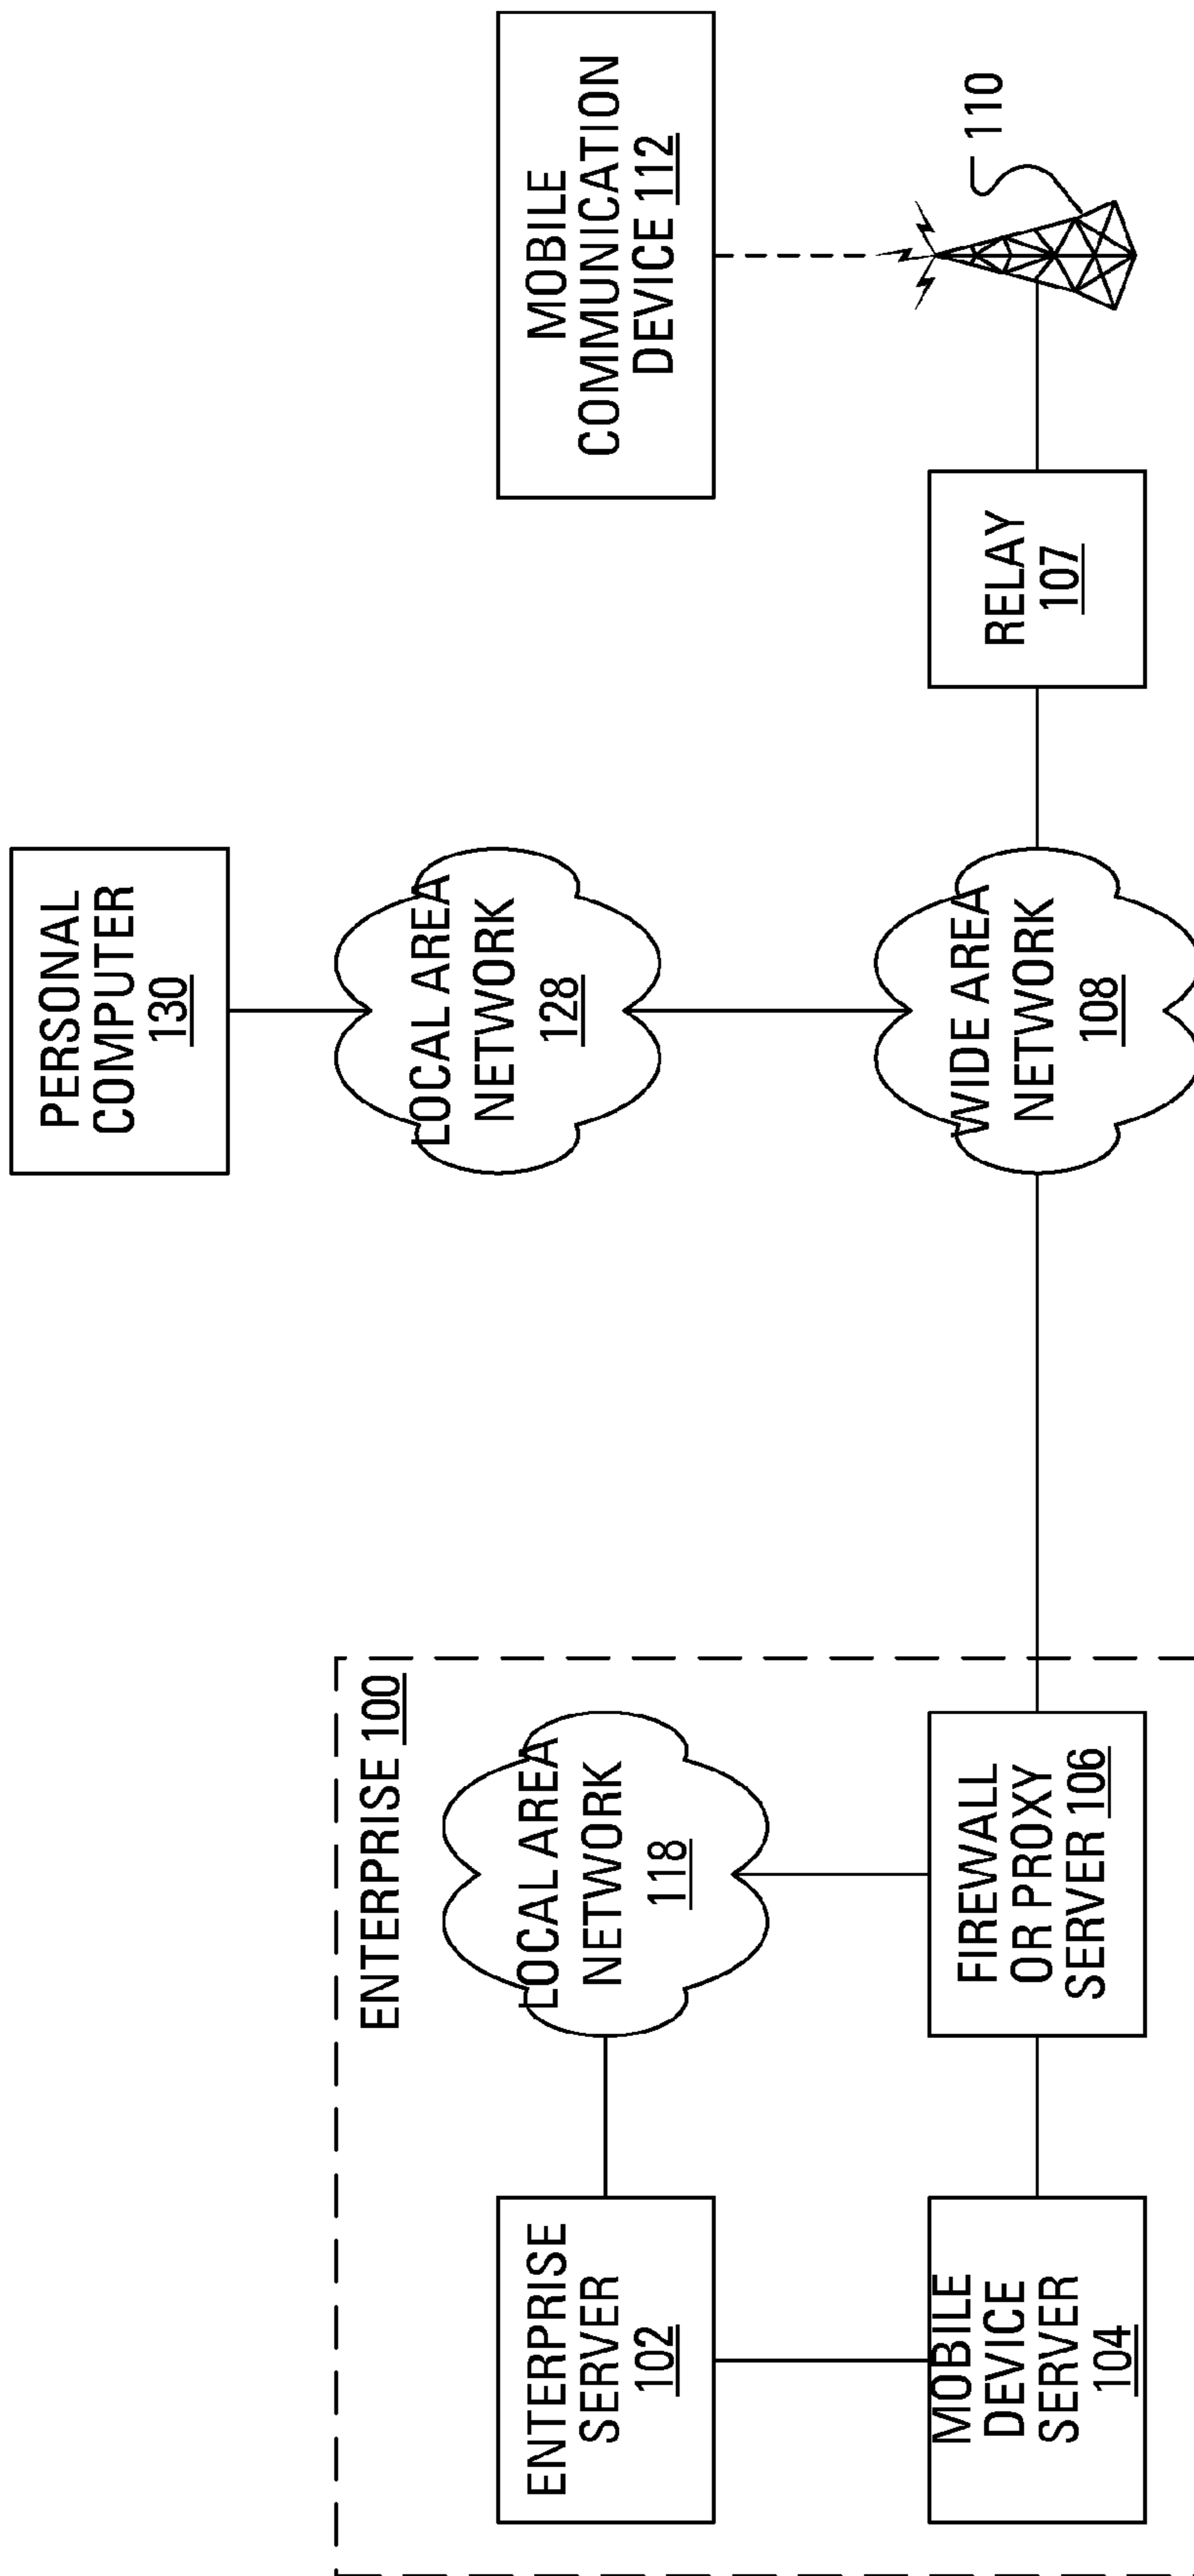 PERSONAL
COMPUTER
130
MOBILE
COMMUNICATION
DEVICE 112
LOCAL AREA
NETWORK
128
ENTERPRISE 100
ENTERPRISE
SERVER
102
LOCAL AREA
NETWORK
118
MOBILE
DEVICE
SERVER
104
FIREWALL
OR PROXY
SERVER 106
WIDE AREA
NETWORK
108
RELAY
107
110